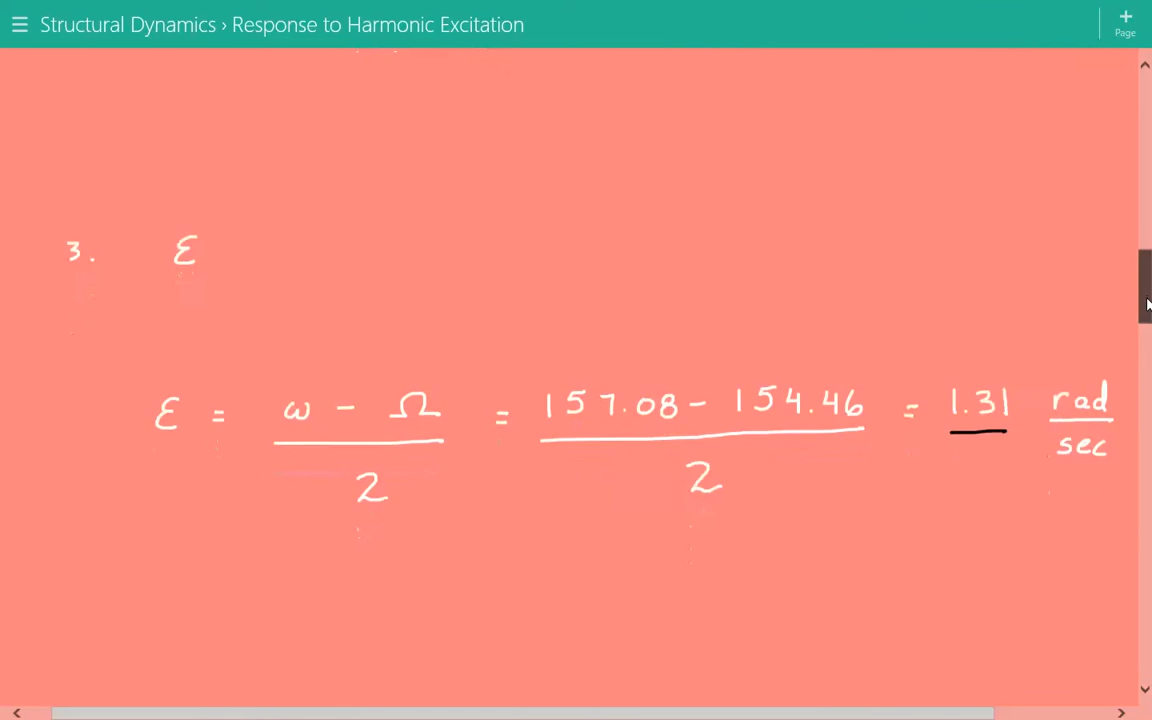 Structural Dynamics › Response to Harmonic Excitation
Page
3. ε
ε = ω - Ω / 2 = 157.08 - 154.46 / 2 = 1.31 rad / sec